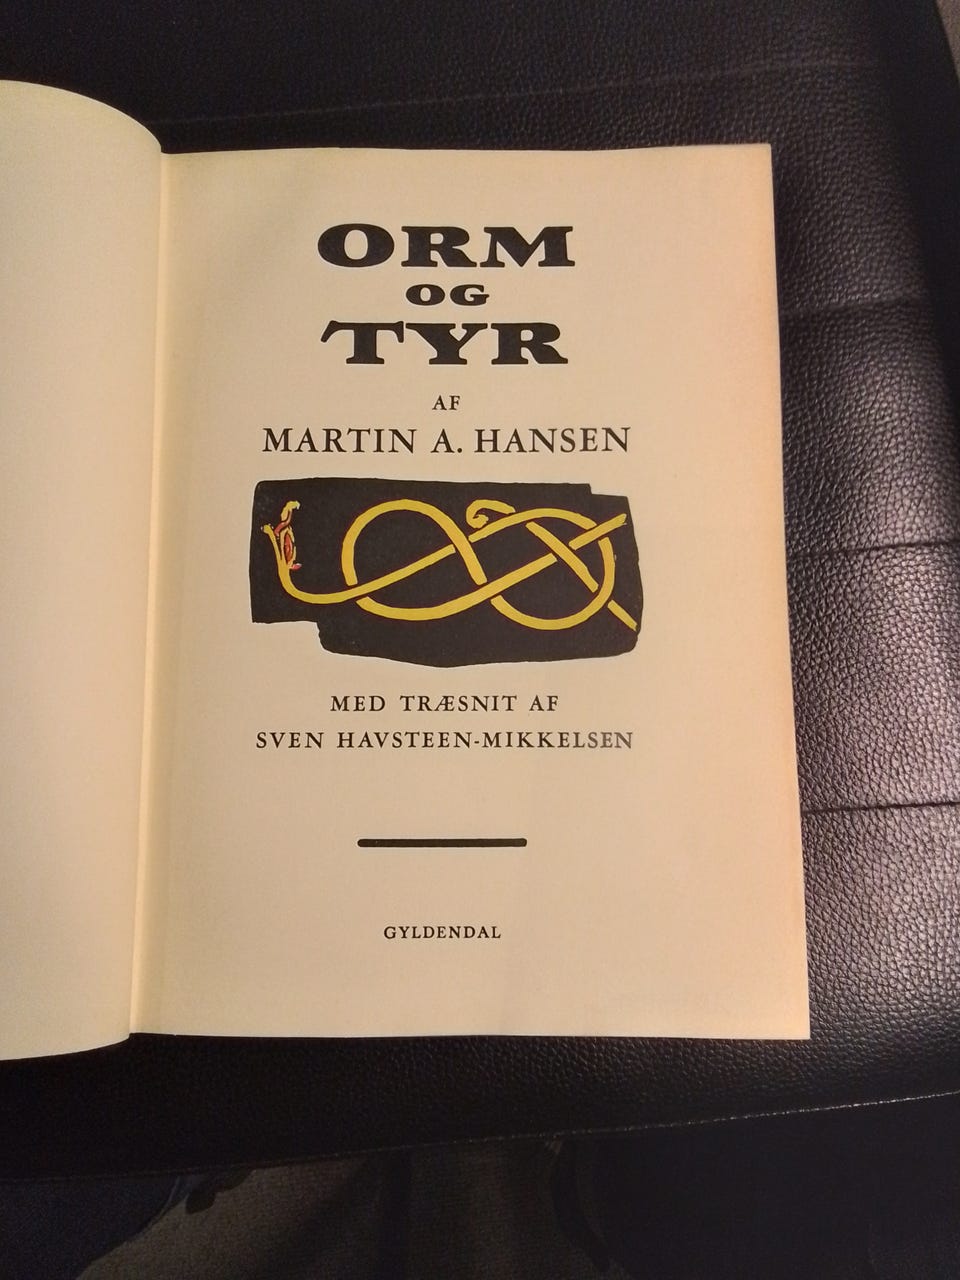 ORM
OG
TYR
AF
MARTIN A. HANSEN
MED TRÆSNIT AF
SVEN HAVSTEEN-MIKKELSEN
GYLDENDAL